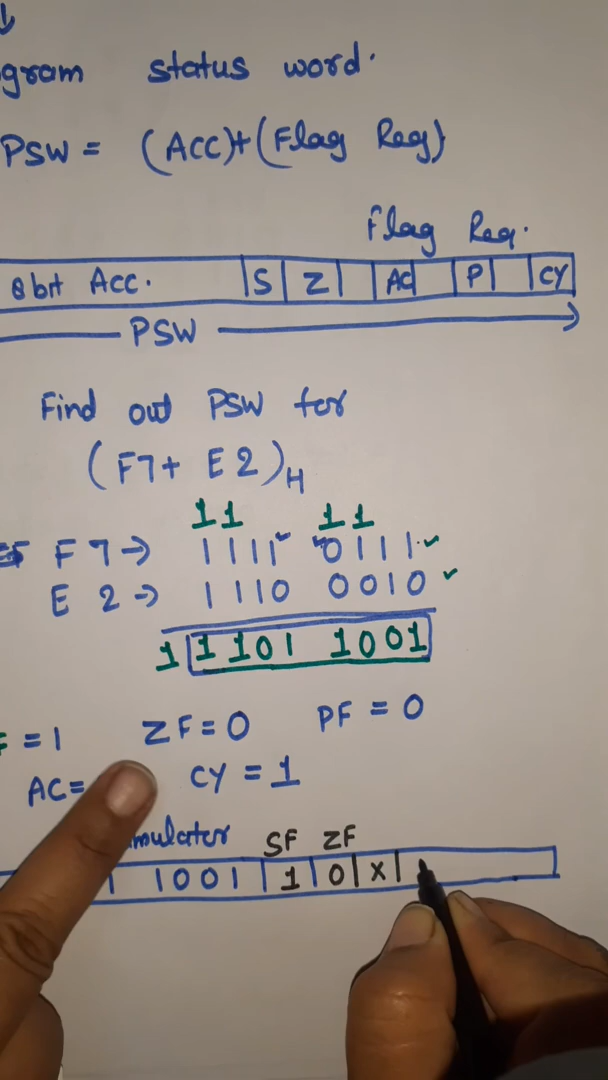 gram status word.
PSW = (ACC)+(Flag Reg)
Flag Reg.
8bit Acc. S Z AC P CY
PSW
Find out PSW for
(F7+ E2)H
11 11
F7→ 1111 0111
E2→ 1110 0010
1 1101 1001
=1 ZF=0 PF=0
AC= CY=1
mulator SF ZF
1001 1 0 X